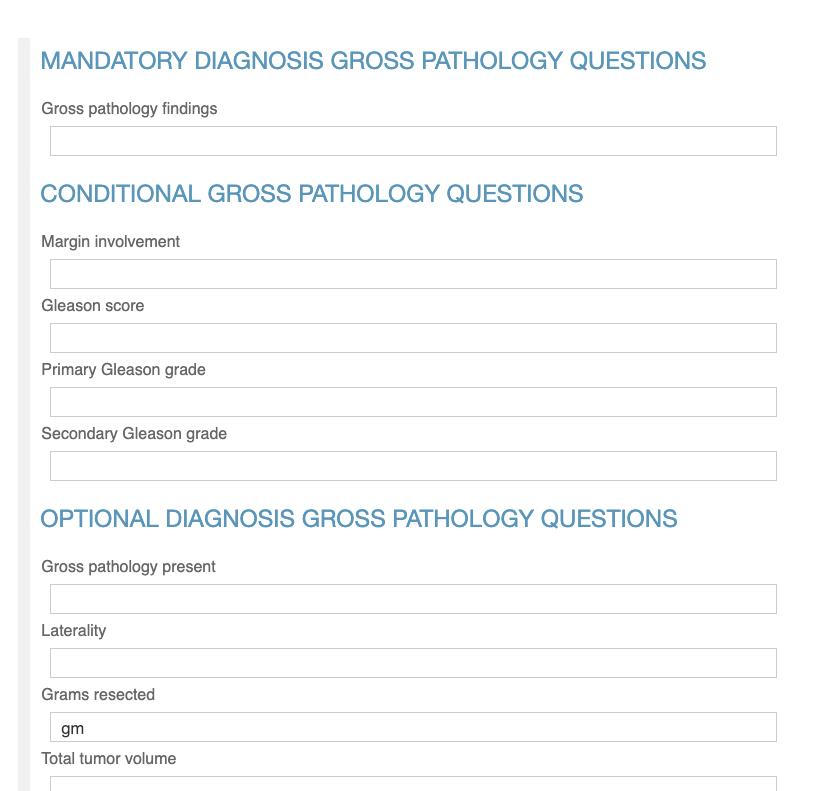 MANDATORY DIAGNOSIS GROSS PATHOLOGY QUESTIONS
Gross pathology findings
CONDITIONAL GROSS PATHOLOGY QUESTIONS
Margin involvement
Gleason score
Primary Gleason grade
Secondary Gleason grade
OPTIONAL DIAGNOSIS GROSS PATHOLOGY QUESTIONS
Gross pathology present
Laterality
Grams resected
gm
Total tumor volume